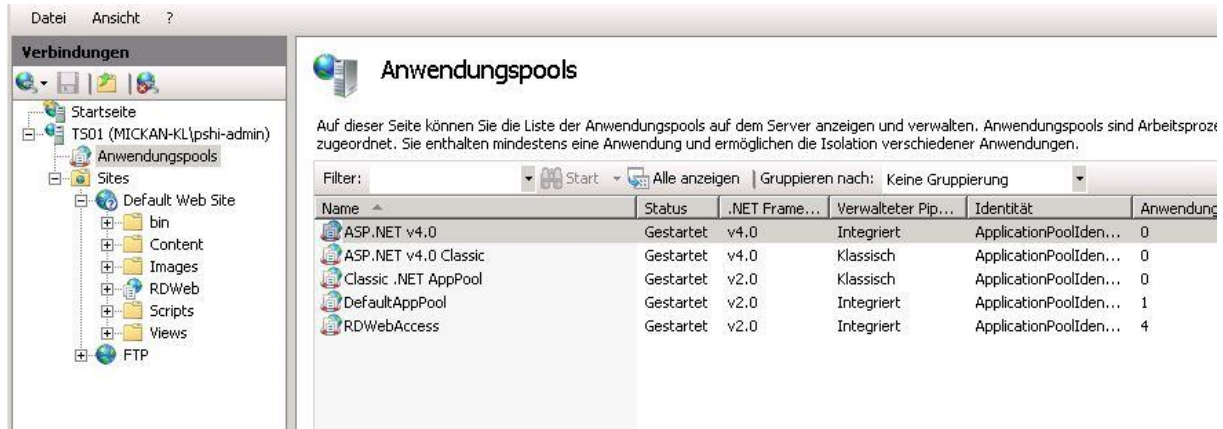 Datei Ansicht ?
Verbindungen
Startseite
TS01 (MICKAN-KL\pshi-admin)
Anwendungspools
Sites
Default Web Site
bin
Content
Images
RDWeb
Scripts
Views
FTP
Anwendungspools
Auf dieser Seite können Sie die Liste der Anwendungspools auf dem Server anzeigen und verwalten. Anwendungspools sind Arbeitsproze
zugeordnet. Sie enthalten mindestens eine Anwendung und ermöglichen die Isolation verschiedener Anwendungen.
Filter: Start Alle anzeigen Gruppieren nach: Keine Gruppierung
Name Status .NET Frame... Verwalteter Pip... Identität Anwendung
ASP.NET v4.0 Gestartet v4.0 Integriert ApplicationPoolIden... 0
ASP.NET v4.0 Classic Gestartet v4.0 Klassisch ApplicationPoolIden... 0
Classic .NET AppPool Gestartet v2.0 Klassisch ApplicationPoolIden... 0
DefaultAppPool Gestartet v2.0 Integriert ApplicationPoolIden... 1
RDWebAccess Gestartet v2.0 Integriert ApplicationPoolIden... 4